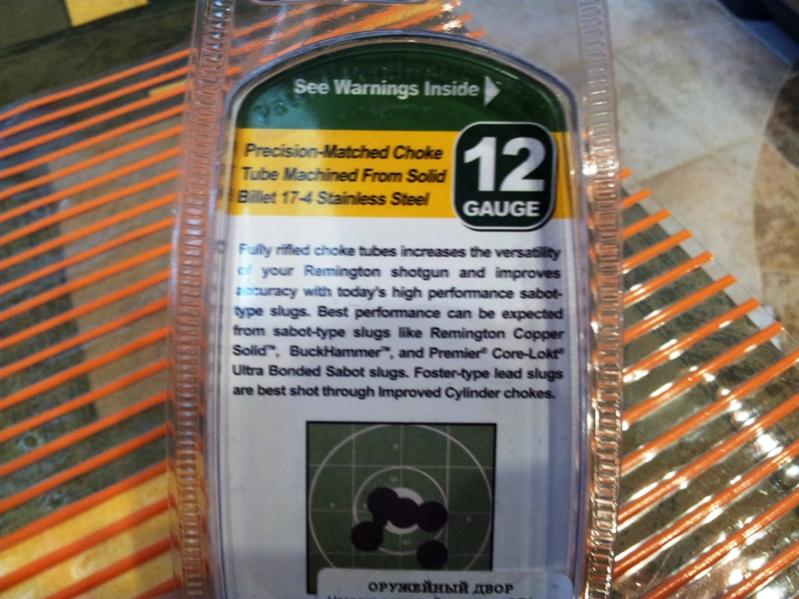 See Warnings Inside
Precision-Matched Choke
Tube Machined From Solid
Billet 17-4 Stainless Steel
12
GAUGE
Fully rifled choke tubes increases the versatility
of your Remington shotgun and improves
accuracy with today's high performance sabot-
type slugs. Best performance can be expected
from sabot-type slugs like Remington Copper
Solid™, BuckHammer™, and Premier® Core-Lokt®
Ultra Bonded Sabot slugs. Foster-type lead slugs
are best shot through Improved Cylinder chokes.
ОРУЖЕЙНЫЙ ДВОР